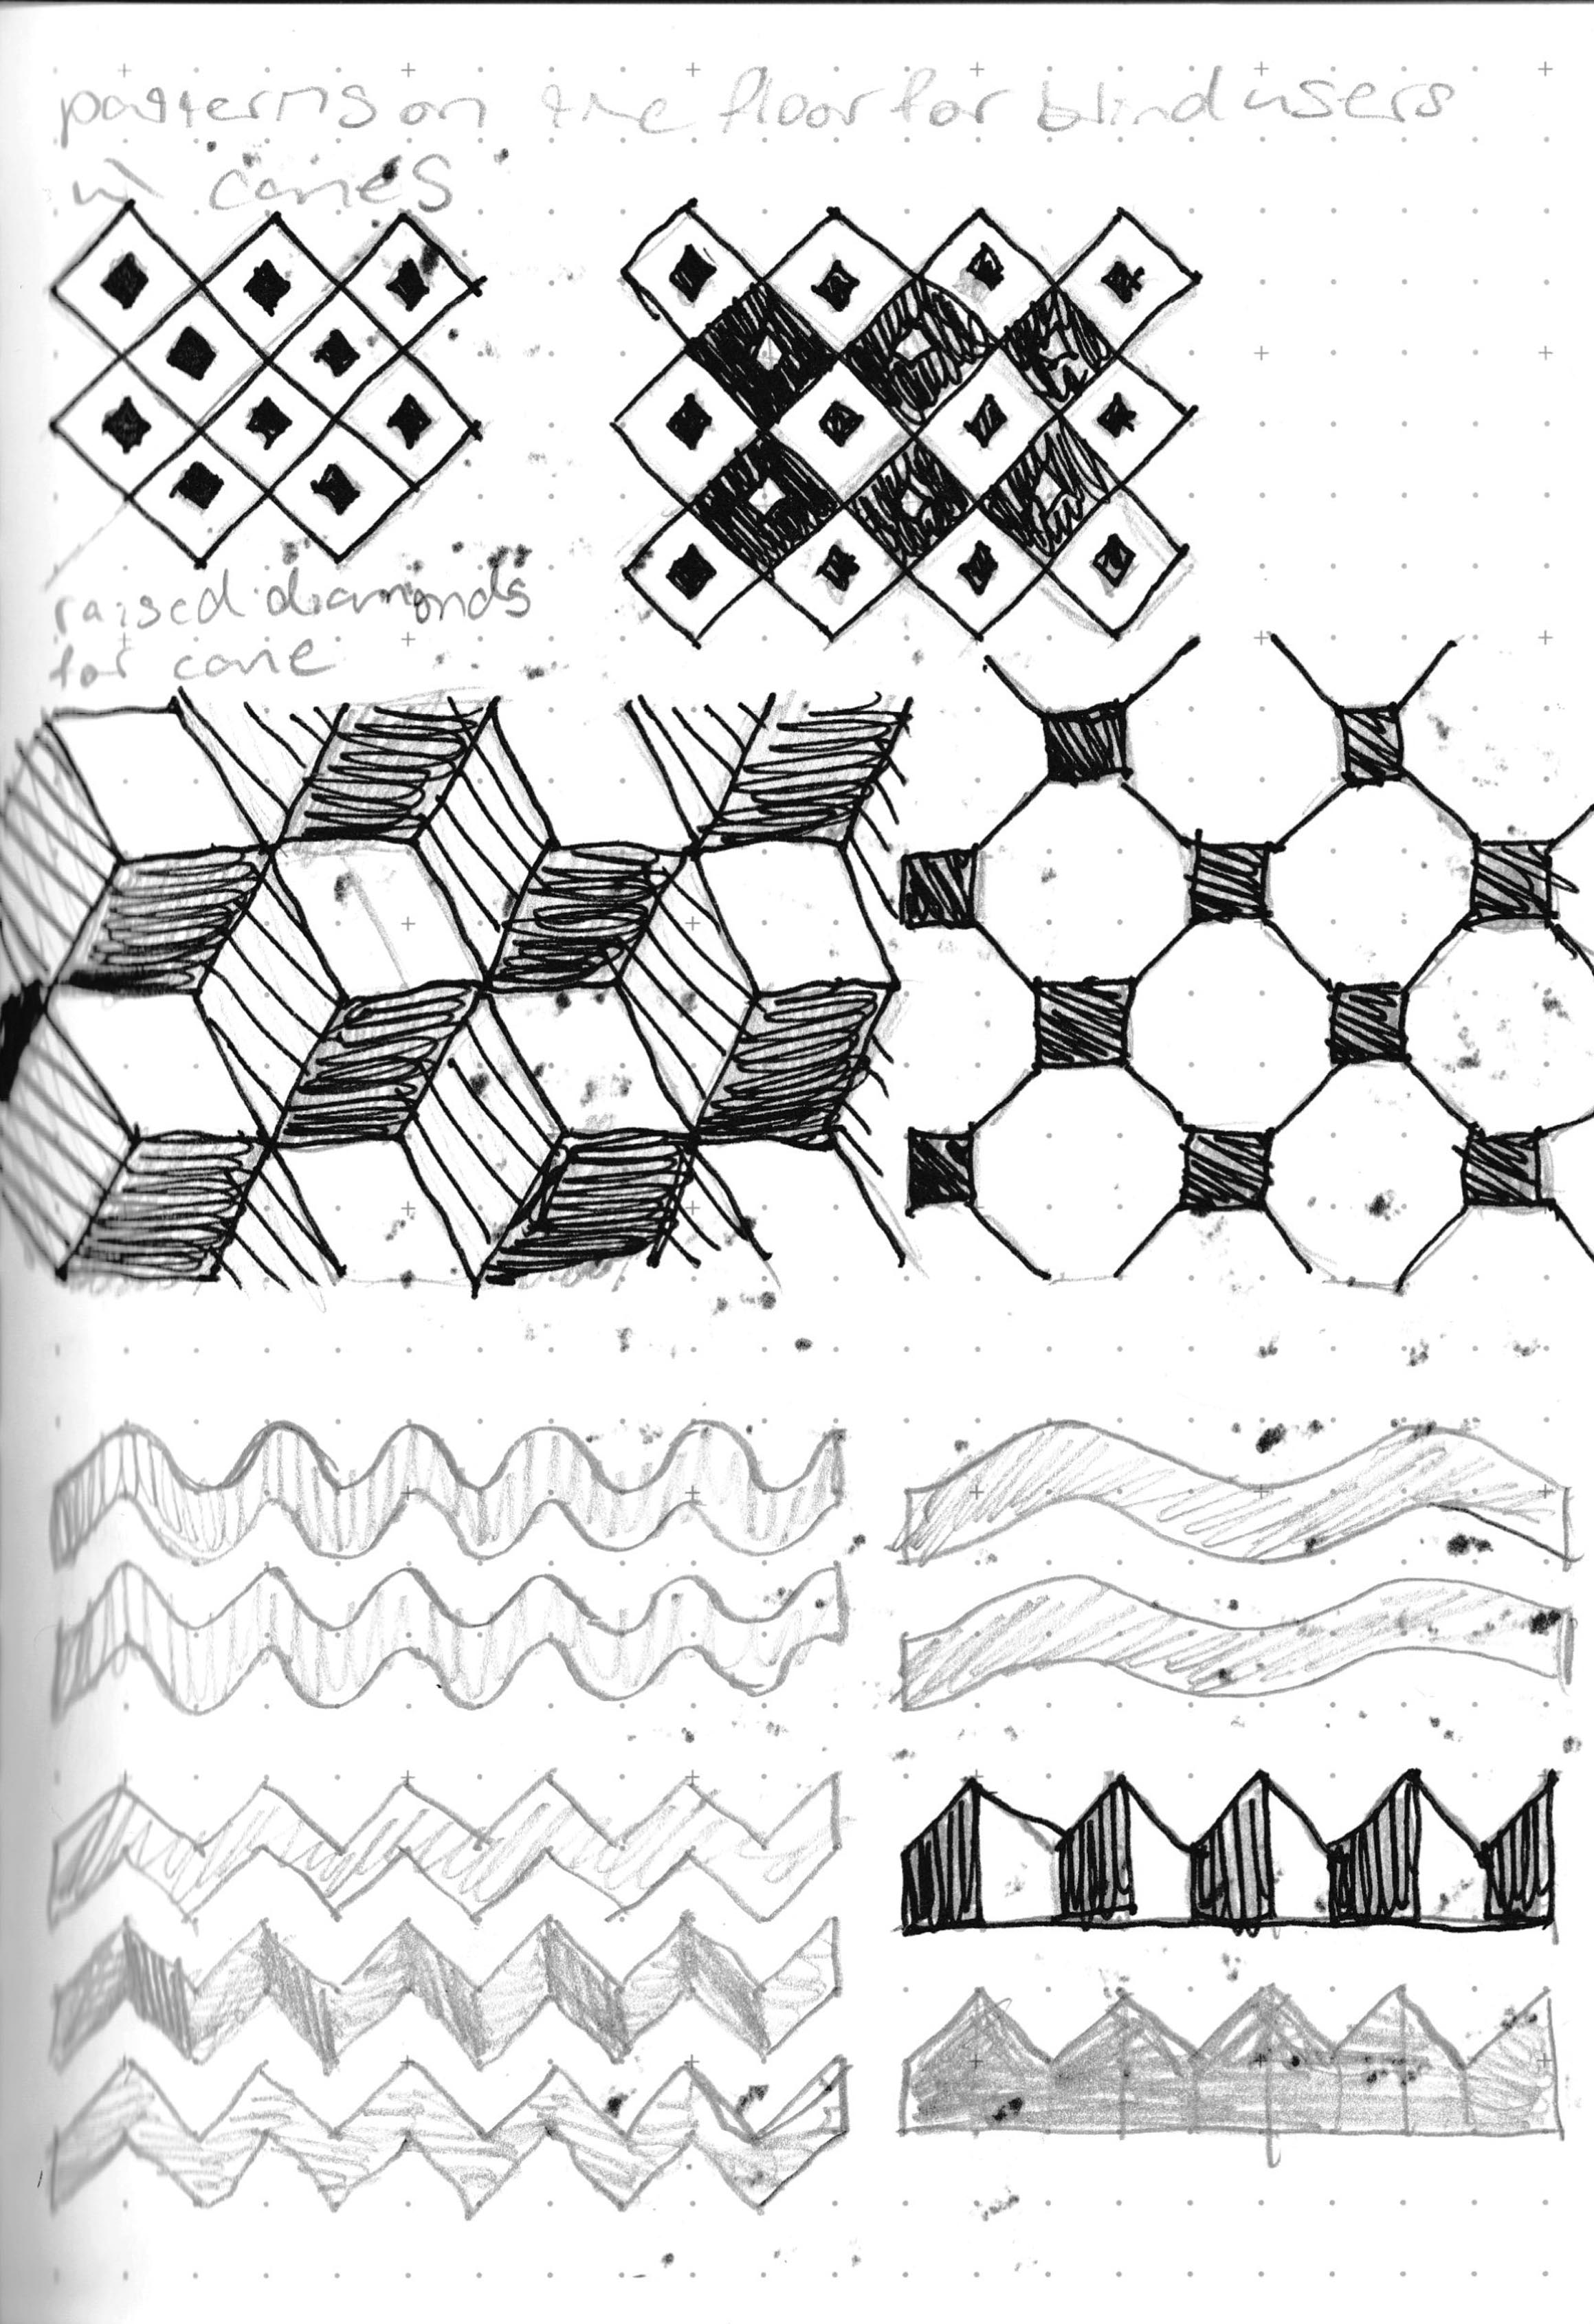 patterns on the floor for blind users
w/ canes
raised diamonds
for cane